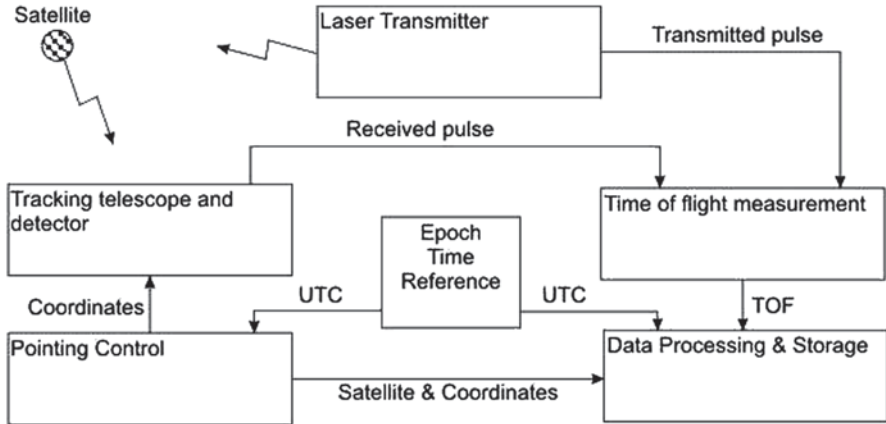 Satellite
Laser Transmitter
Transmitted pulse
Received pulse
Tracking telescope and
detector
Time of flight measurement
Epoch
Time
Reference
Coordinates
UTC
UTC
TOF
Pointing Control
Data Processing & Storage
Satellite & Coordinates